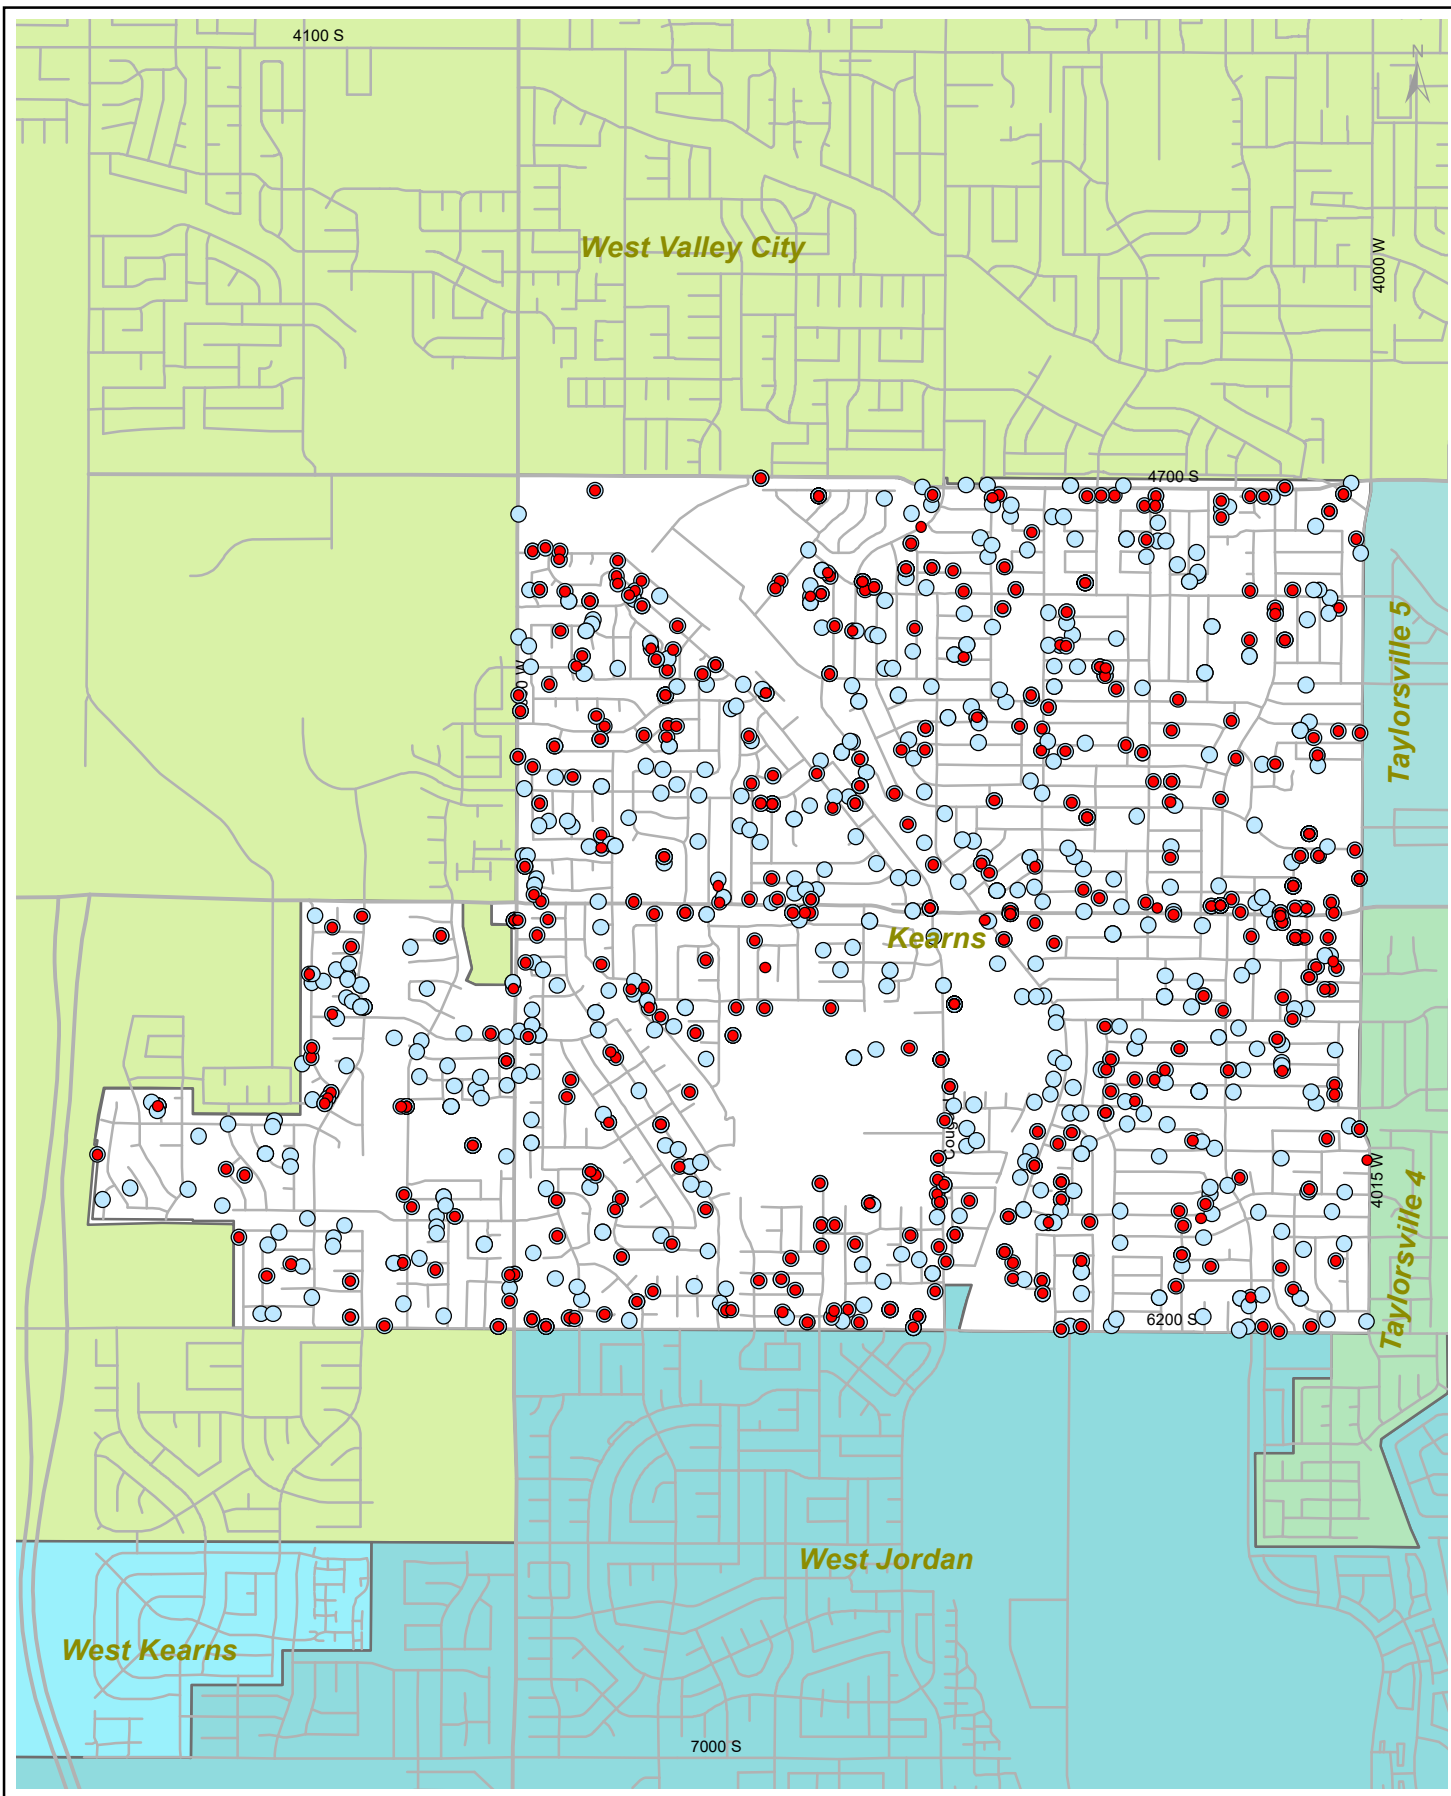 4100 S
N
West Valley City
4000 W
4700 S
Taylorsville 5
Kearns
4015 W
Taylorsville 4
6200 S
West Jordan
West Kearns
7000 S